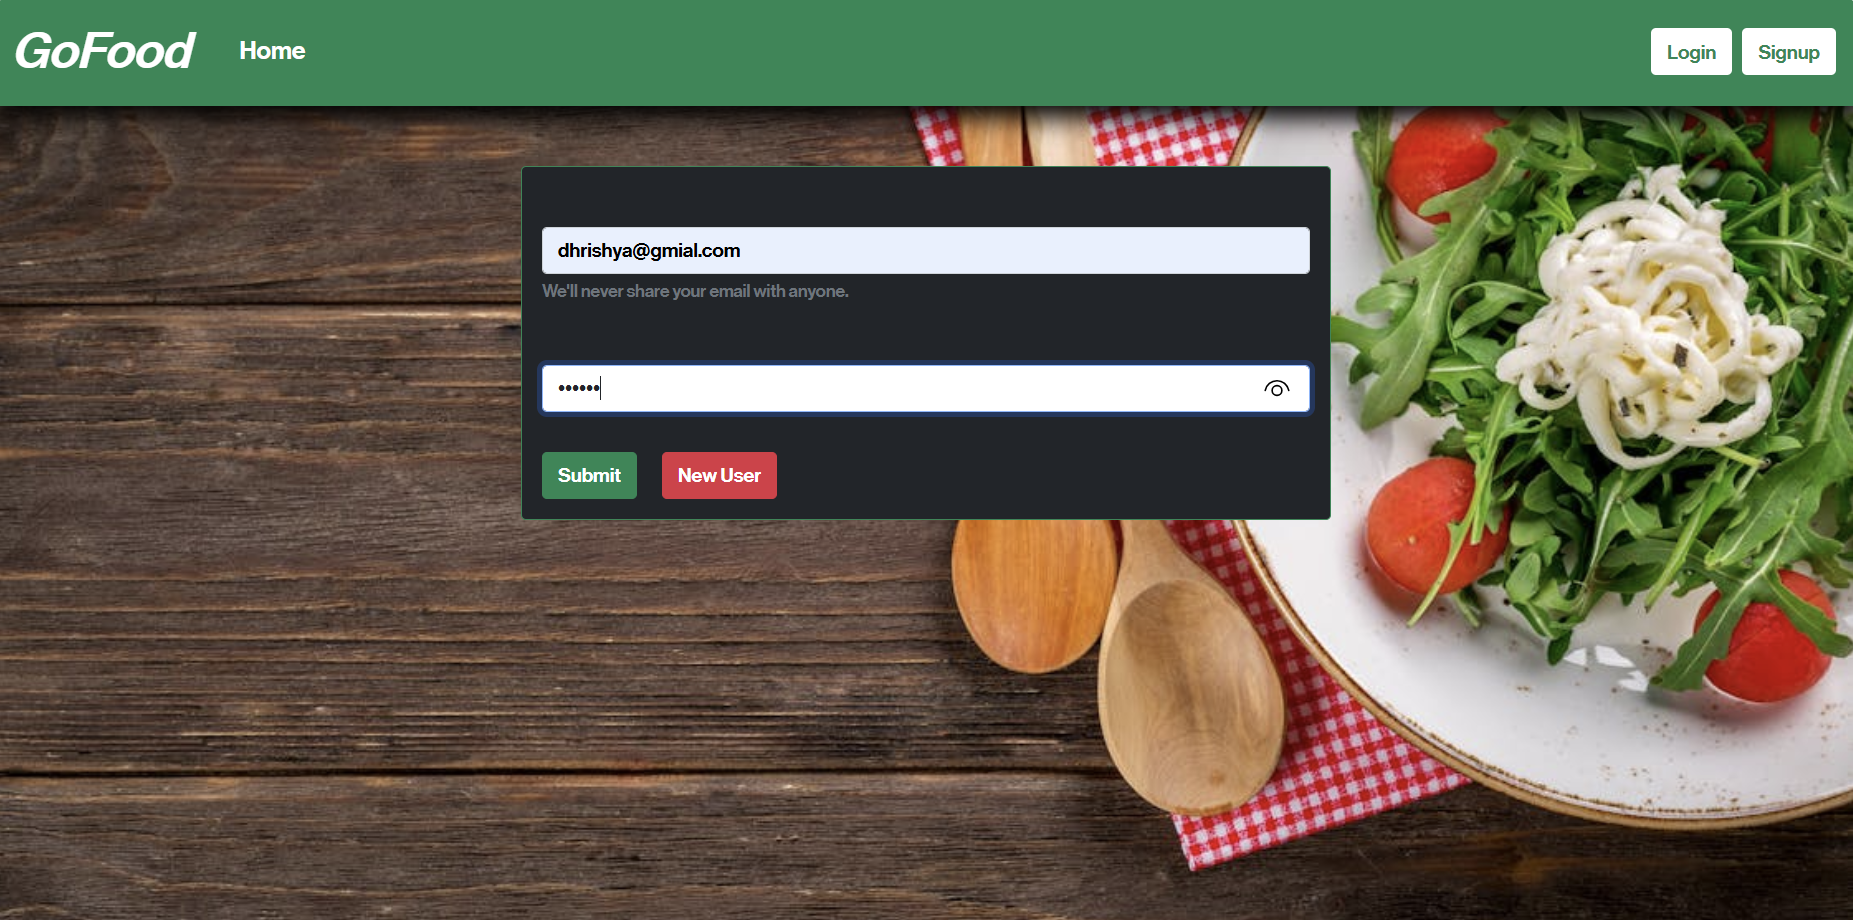 GoFood Home Login Signup
dhrishya@gmial.com
We'll never share your email with anyone.
••••••
Submit New User